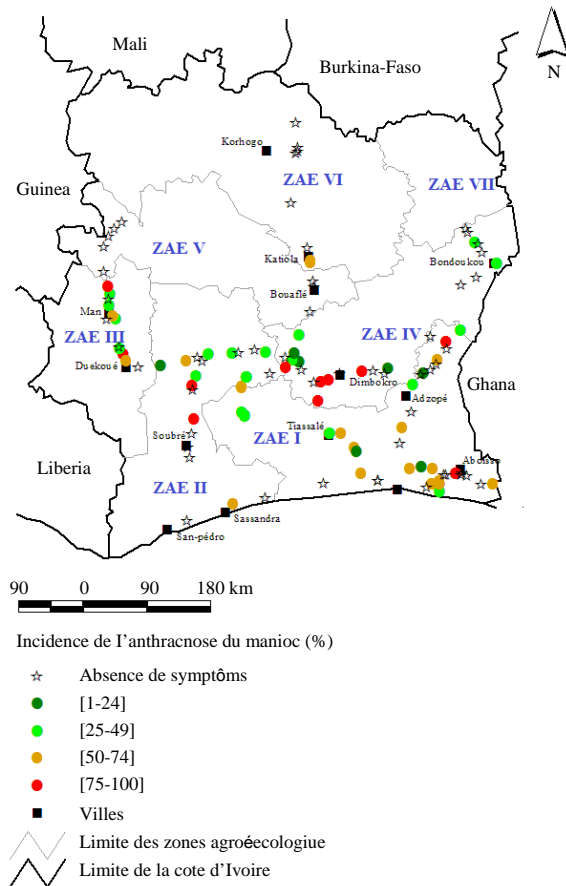 Mali
Burkina-Faso
N
Korhogo
Guinea
ZAE VI
ZAE VII
ZAE V
Katiola
Bondoukou
Bouaflé
Man
ZAE III
ZAE IV
Duekoué
Dimbokro
Ghana
Adzopé
Tiassalé
ZAE I
Soubré
Aboisso
Liberia
ZAE II
Sassandra
San-pédro
90 0 90 180 km
Incidence de I'anthracnose du manioc (%)
Absence de symptôms
[1-24]
[25-49]
[50-74]
[75-100]
Villes
Limite des zones agroécologiue
Limite de la cote d'Ivoire